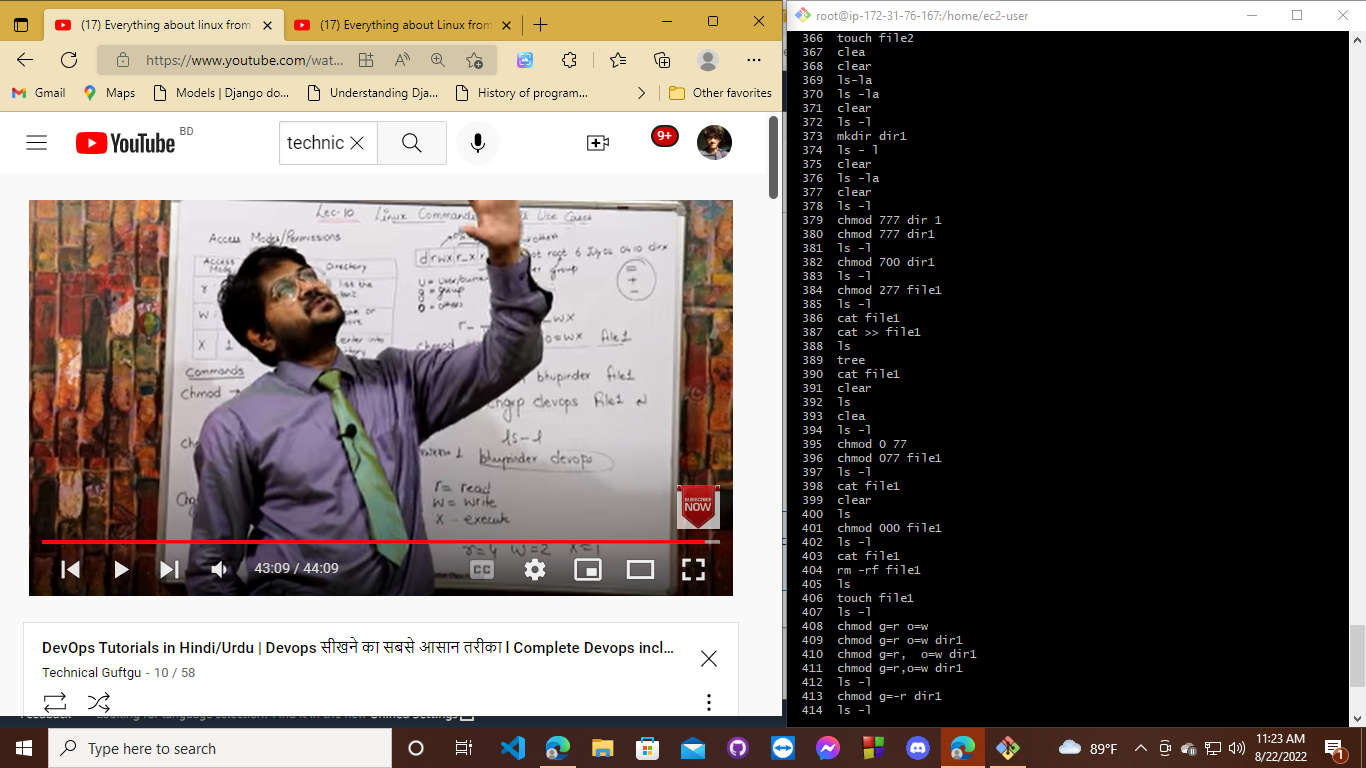 (17) Everything about linux from
(17) Everything about Linux from
https://www.youtube.com/wat...
Gmail
Maps
Models | Django do...
Understanding Dja...
History of program...
Other favorites
YouTube
BD
technic
9+
Lec-10 Linux Commands Use Cases
Access Modes/Permissions
Access
Directory
r
w
x
1
Commands
Chmod →
u = user/owner
g = group
o = others
=
+
-
bhupinder file1
chgrp devops file1
ls-l
bhupinder devops
r = read
w = write
x - execute
r=4 w=2 x=1
SUBSCRIBE
NOW
43:09 / 44:09
CC
DevOps Tutorials in Hindi/Urdu | Devops सीखने का सबसे आसान तरीका l Complete Devops incl...
Technical Guftgu - 10 / 58
root@ip-172-31-76-167:/home/ec2-user
366 touch file2
367 clea
368 clear
369 ls-la
370 ls -la
371 clear
372 ls -l
373 mkdir dir1
374 ls - l
375 clear
376 ls -la
377 clear
378 ls -l
379 chmod 777 dir 1
380 chmod 777 dir1
381 ls -l
382 chmod 700 dir1
383 ls -l
384 chmod 277 file1
385 ls -l
386 cat file1
387 cat >> file1
388 ls
389 tree
390 cat file1
391 clear
392 ls
393 clea
394 ls -l
395 chmod 0 77
396 chmod 077 file1
397 ls -l
398 cat file1
399 clear
400 ls
401 chmod 000 file1
402 ls -l
403 cat file1
404 rm -rf file1
405 ls
406 touch file1
407 ls -l
408 chmod g=r o=w
409 chmod g=r o=w dir1
410 chmod g=r,  o=w dir1
411 chmod g=r,o=w dir1
412 ls -l
413 chmod g=-r dir1
414 ls -l
Type here to search
89°F
11:23 AM
8/22/2022
1